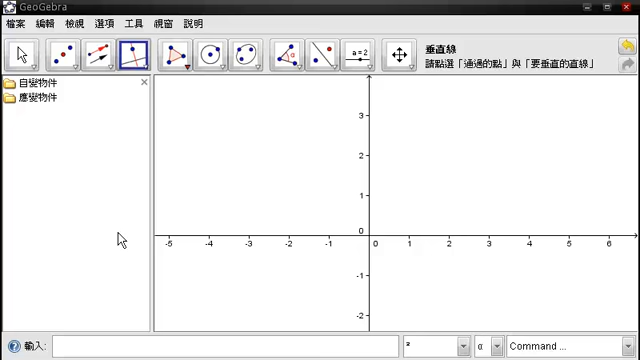 GeoGebra
檔案 編輯 檢視 選項 工具 視窗 說明
a = 2
α
垂直線
請點選「通過的點」與「要垂直的直線」
自變物件
應變物件
3
2
1
0
-5 -4 -3 -2 -1 0 1 2 3 4 5 6
-1
-2
輸入: ² α Command ...